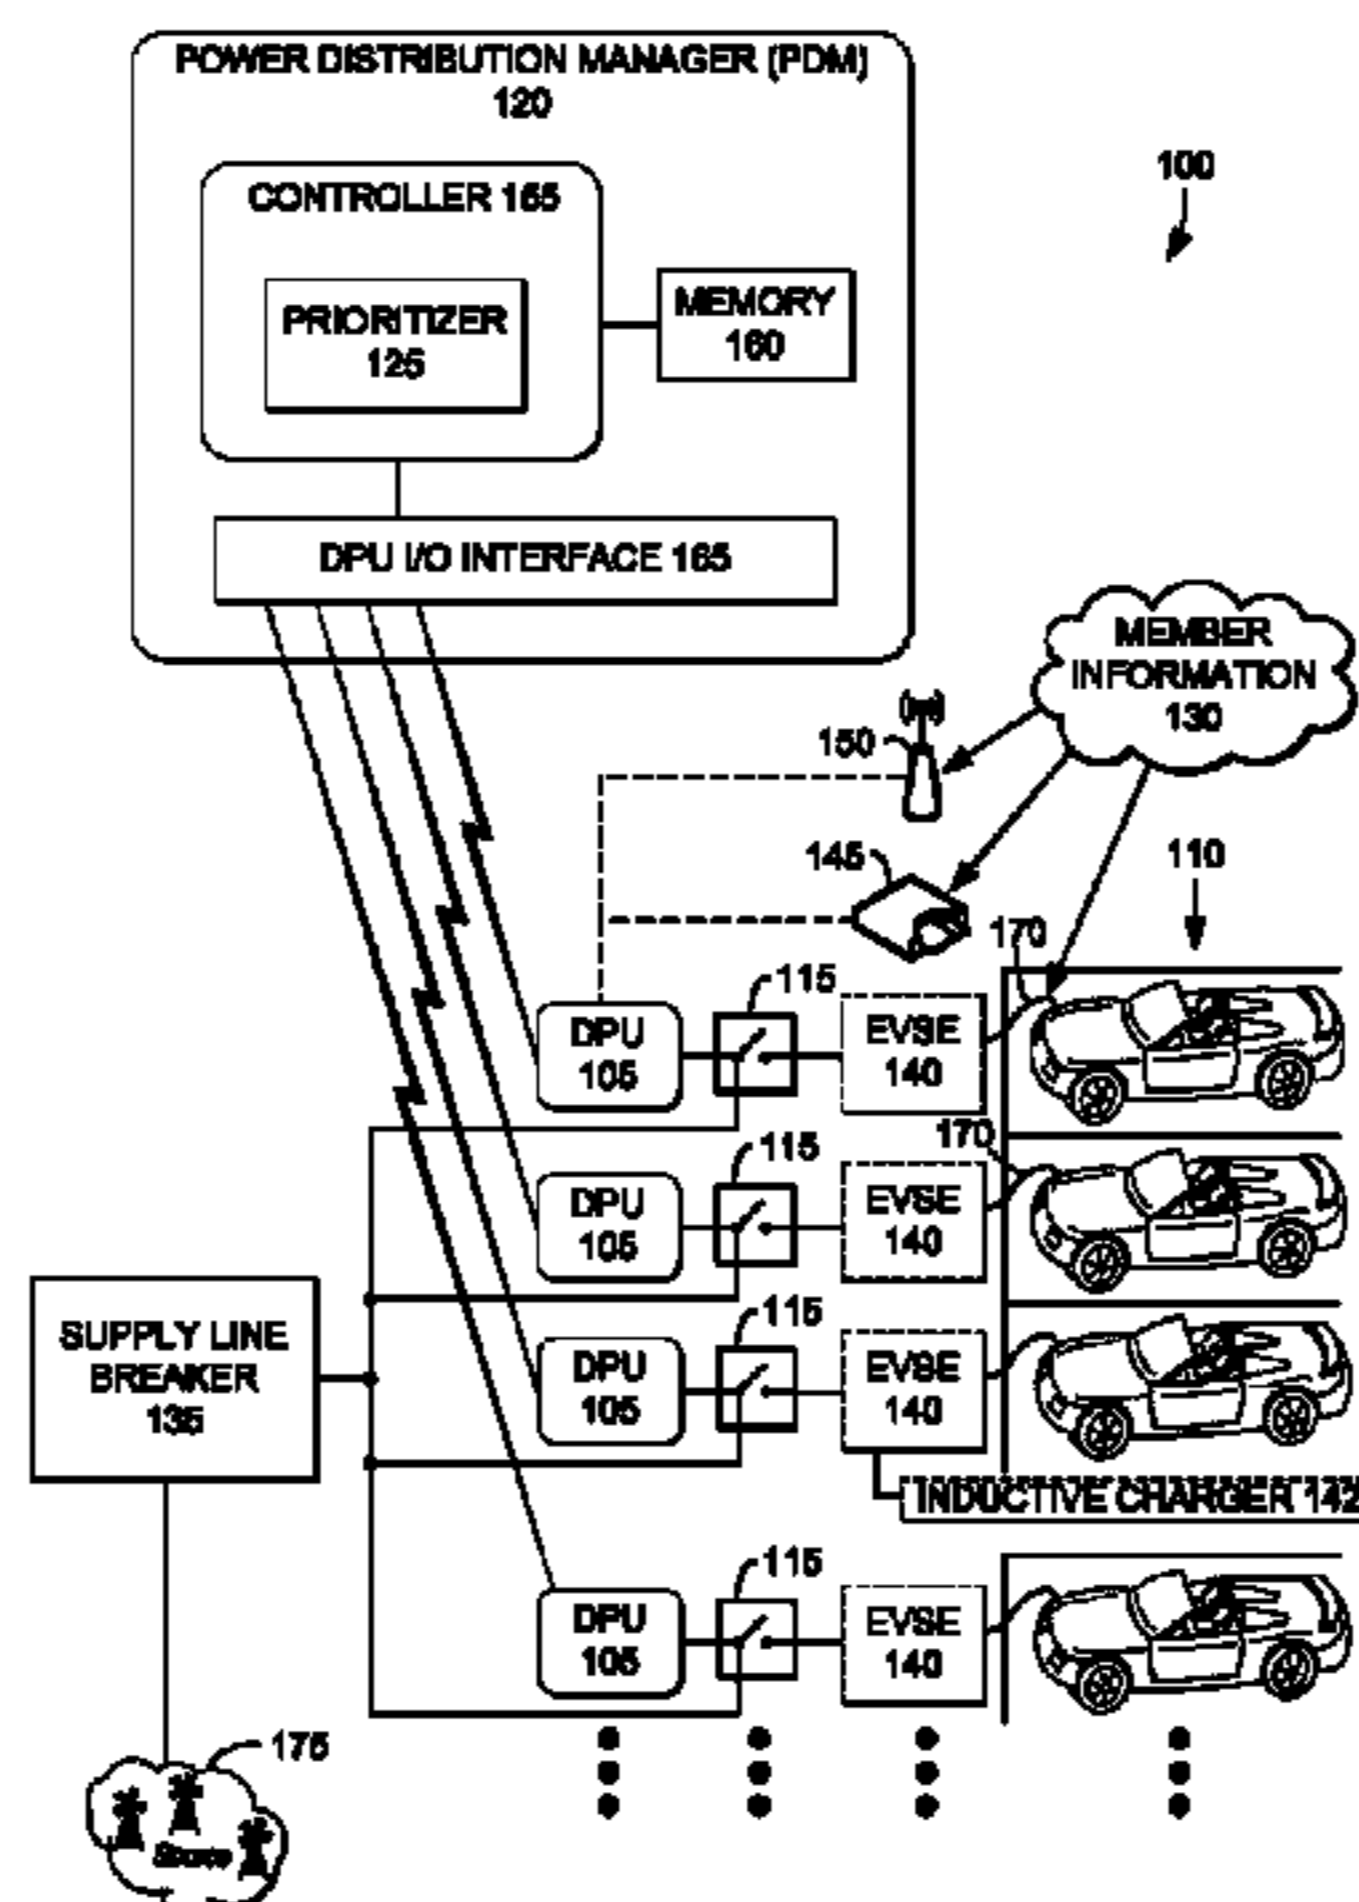 POWER DISTRIBUTION MANAGER (PDM)
120
CONTROLLER 155
PRIORITIZER
125
MEMORY
160
100
DPU I/O INTERFACE 165
MEMBER
INFORMATION
130
150
145
110
170
115
DPU
105
EVSE
140
170
115
DPU
105
EVSE
140
115
DPU
105
EVSE
140
SUPPLY LINE
BREAKER
135
INDUCTIVE CHARGER 142
115
DPU
105
EVSE
140
175